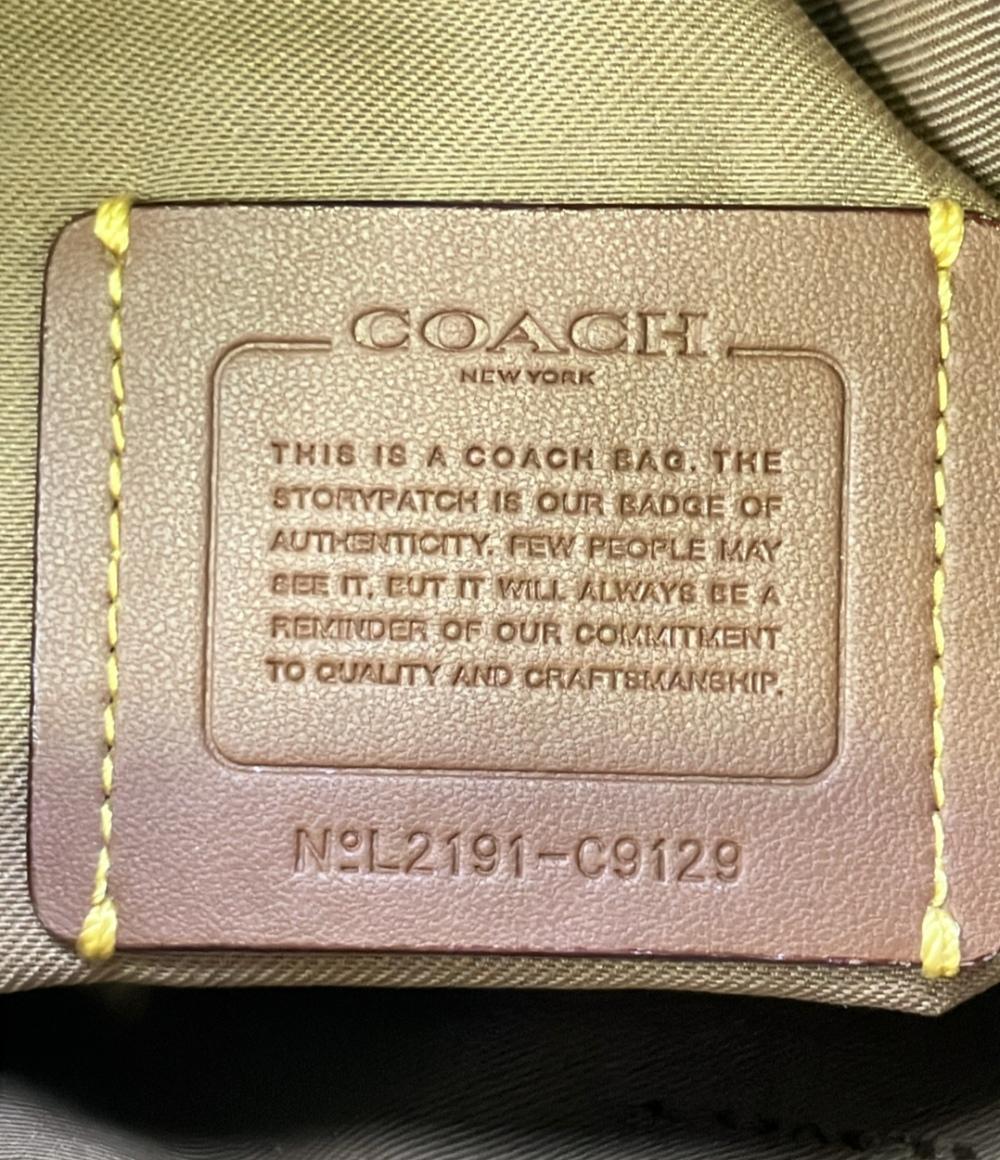 COACH
NEW YORK
THIS IS A COACH BAG. THE
STORYPATCH IS OUR BADGE OF
AUTHENTICITY. FEW PEOPLE MAY
SEE IT, BUT IT WILL ALWAYS BE A
REMINDER OF OUR COMMITMENT
TO QUALITY AND CRAFTSMANSHIP.
NºL2191-C9129